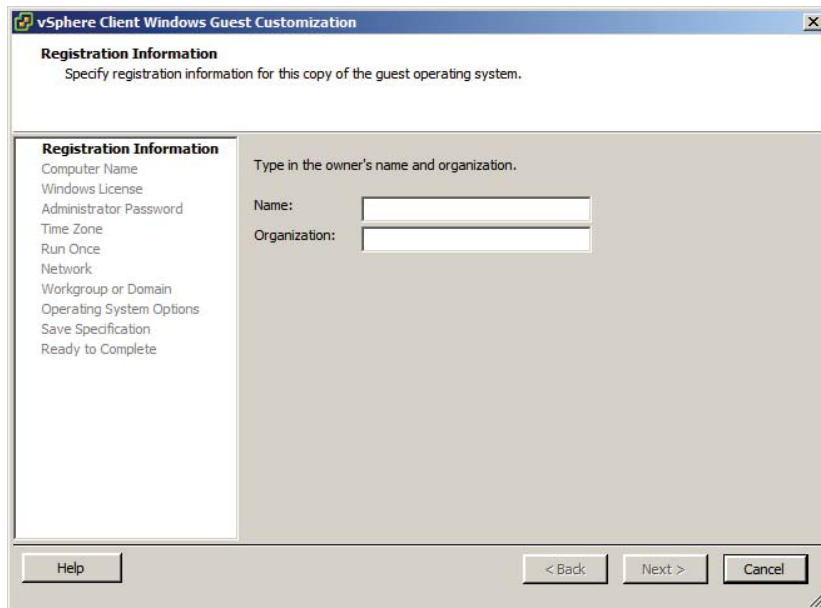 vSphere Client Windows Guest Customization
Registration Information
Specify registration information for this copy of the guest operating system.
Registration Information
Computer Name
Windows License
Administrator Password
Time Zone
Run Once
Network
Workgroup or Domain
Operating System Options
Save Specification
Ready to Complete
Type in the owner's name and organization.
Name:
Organization:
Help
< Back
Next >
Cancel